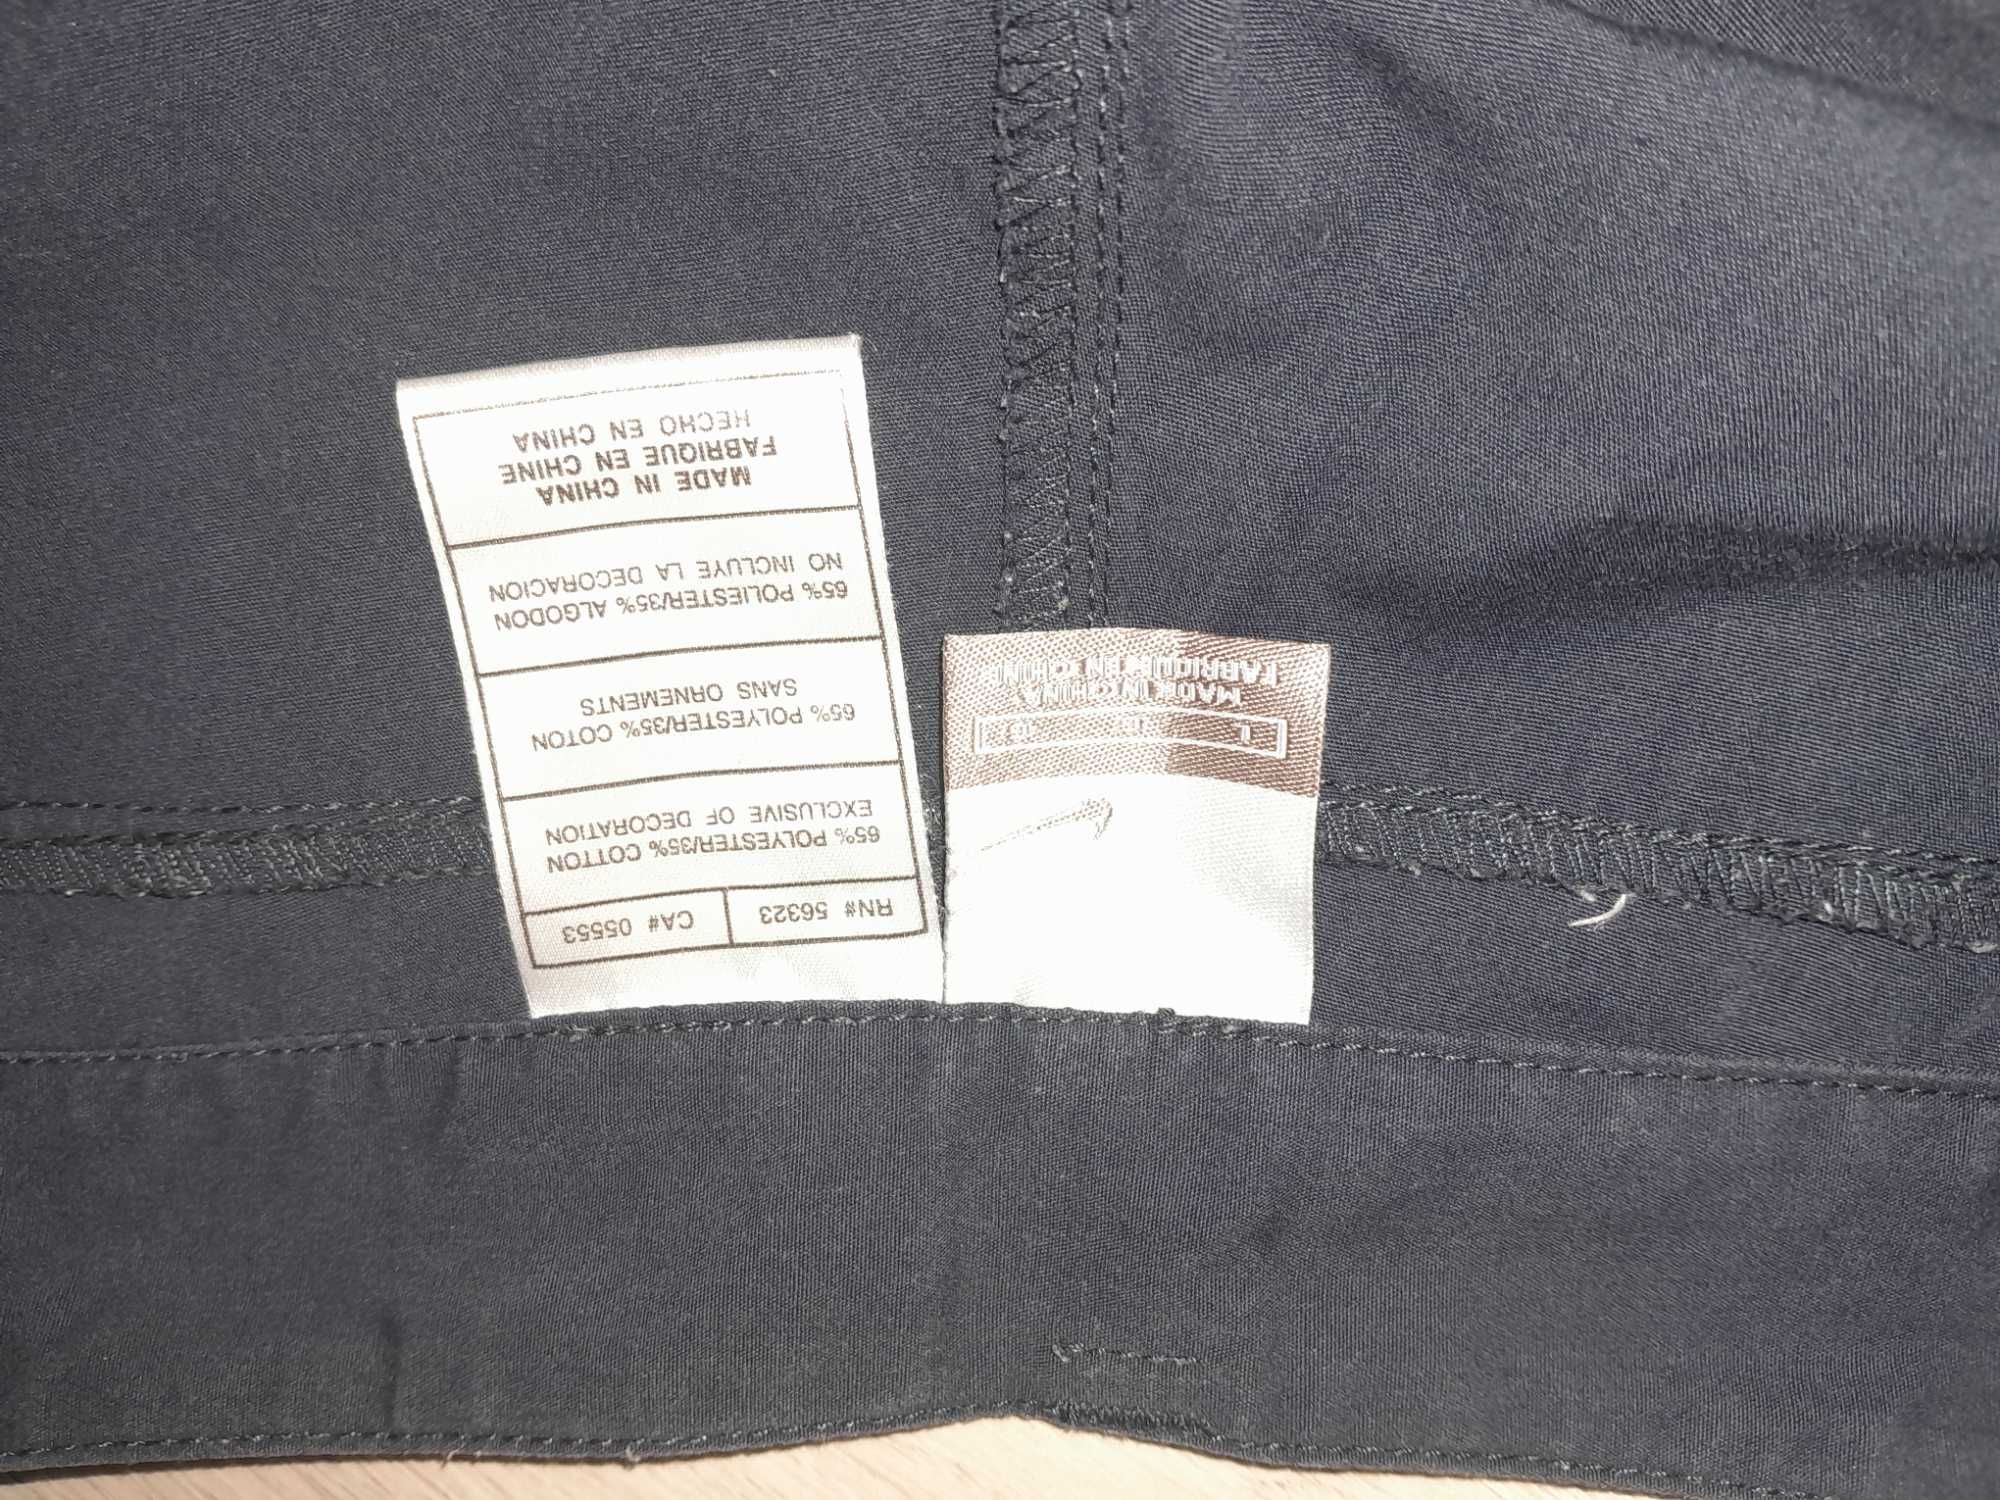 RN# 56323
CA# 05553
65% POLYESTER/35% COTTON
EXCLUSIVE OF DECORATION
65% POLYESTER/35% COTON
SANS ORNEMENTS
65% POLIESTER/35% ALGODON
NO INCLUYE LA DECORACION
MADE IN CHINA
FABRIQUE EN CHINE
HECHO EN CHINA
L
MADE IN CHINA
FABRIQUE EN CHINE